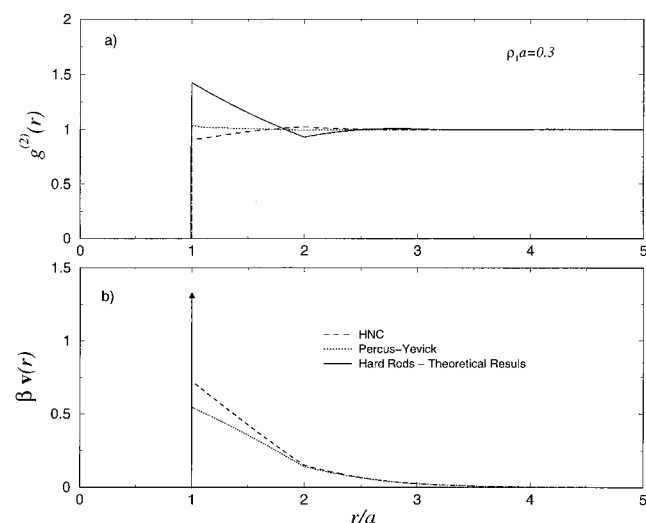 a)
ρ₁a=0.3
g⁽²⁾(r)
2
1.5
1
0.5
0
0 1 2 3 4 5
b)
β v(r)
1.5
1
0.5
0
HNC
Percus-Yevick
Hard Rods - Theoretical Resuls
0 1 2 3 4 5
r/a